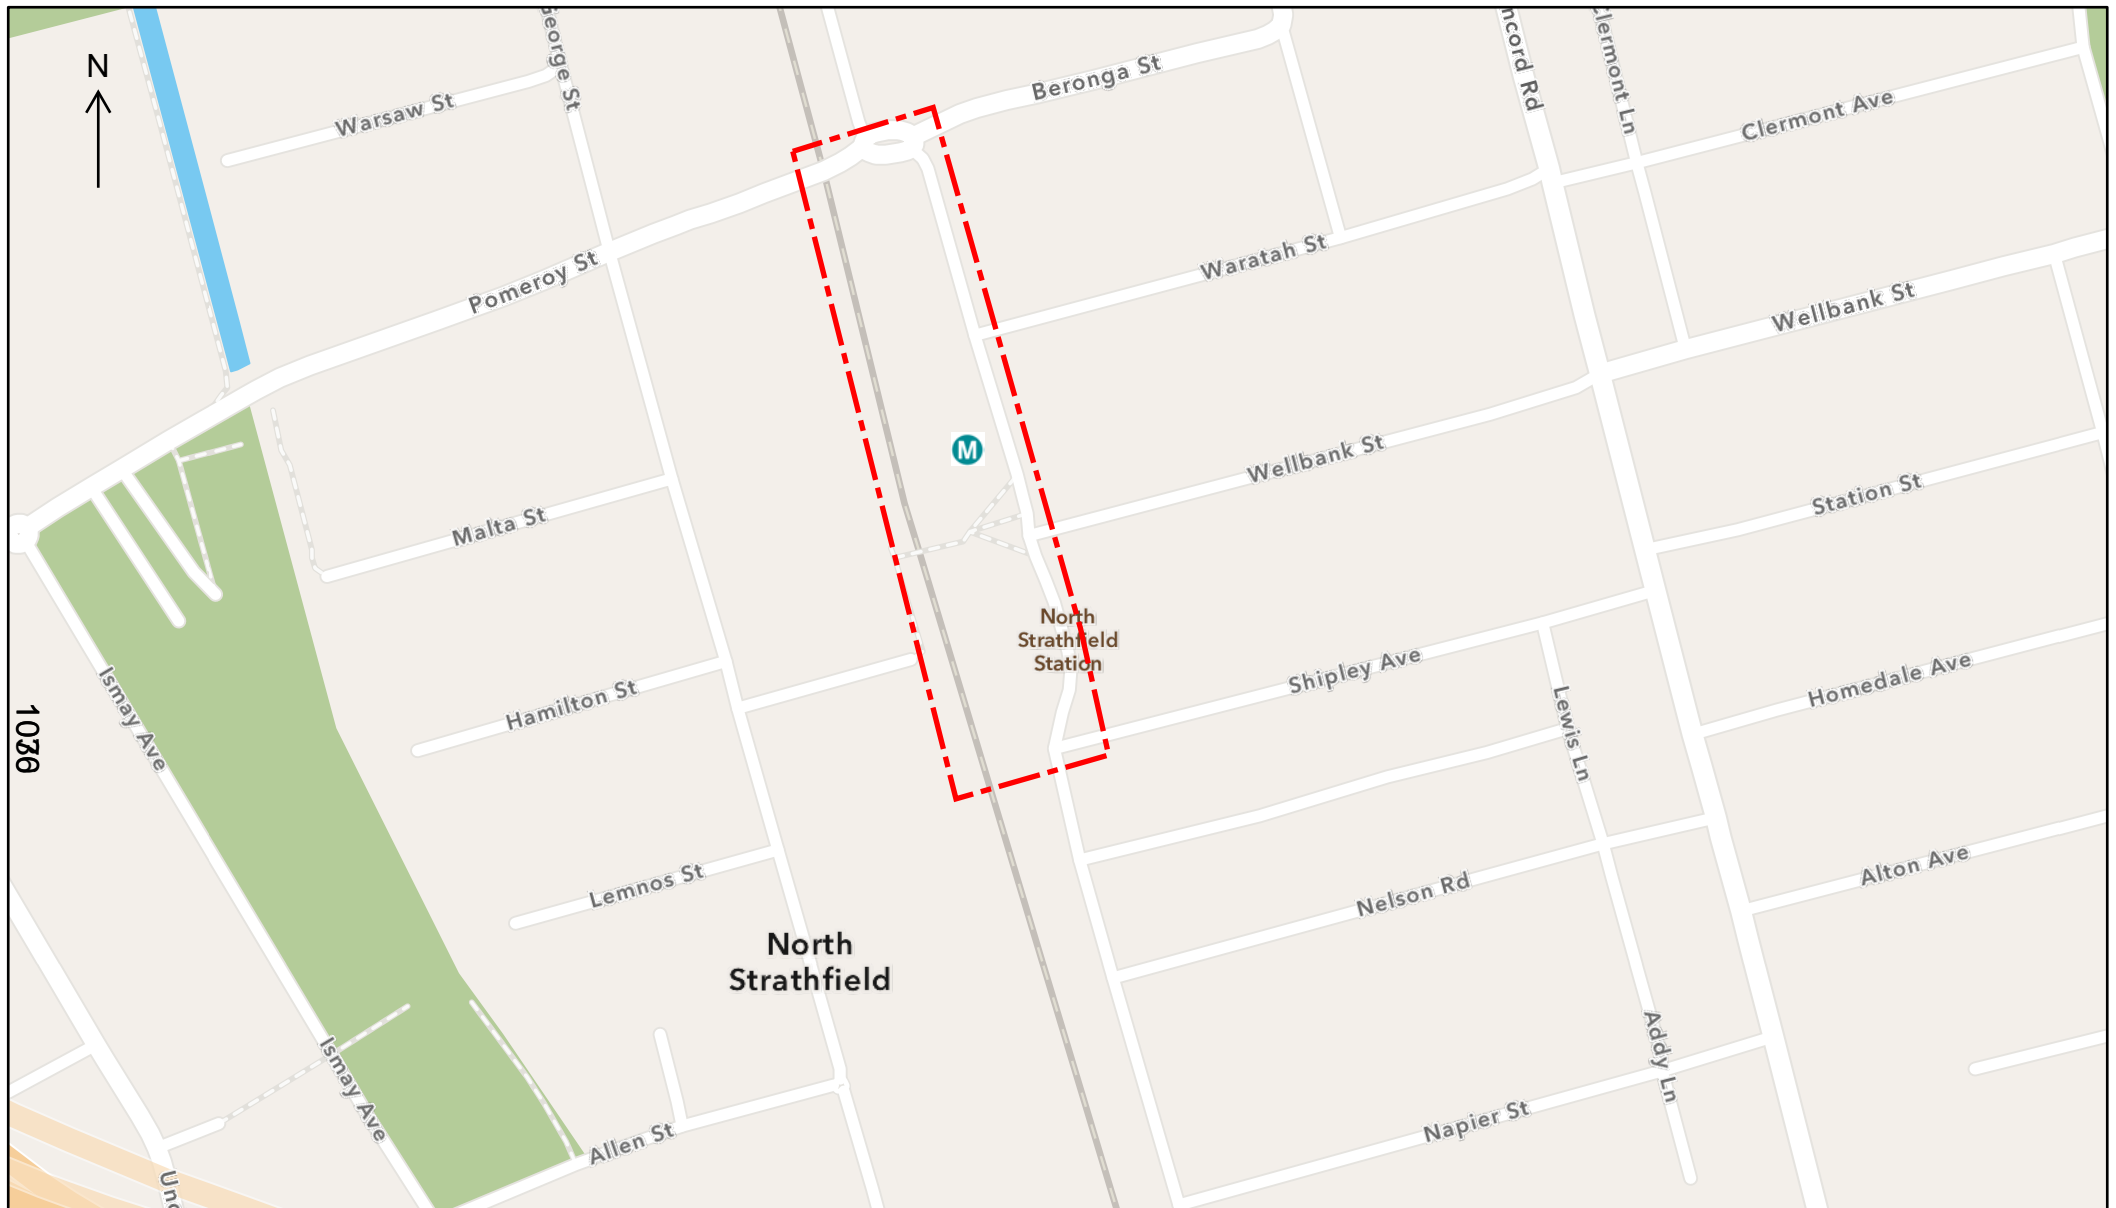 N
George St
Warsaw St
Beronga St
ncord Rd
Clermont Ln
Clermont Ave
Pomeroy St
Waratah St
Wellbank St
M
Wellbank St
Malta St
Station St
North
Strathfield
Station
Shipley Ave
Hamilton St
Homedale Ave
Ismay Ave
Lewis Ln
Lemnos St
Nelson Rd
Alton Ave
North
Strathfield
Ismay Ave
Addy Ln
Allen St
Napier St